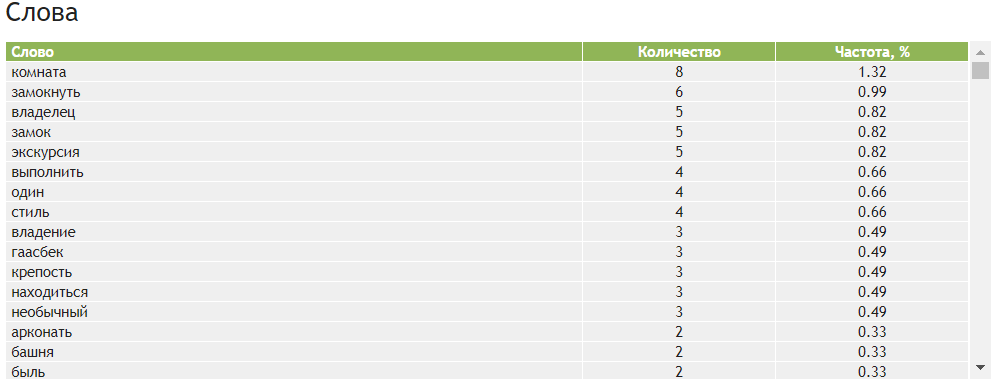 Слова
Слово Количество Частота, %
комната 8 1.32
замокнуть 6 0.99
владелец 5 0.82
замок 5 0.82
экскурсия 5 0.82
выполнить 4 0.66
один 4 0.66
стиль 4 0.66
владение 3 0.49
гаасбек 3 0.49
крепость 3 0.49
находиться 3 0.49
необычный 3 0.49
арконать 2 0.33
башня 2 0.33
быль 2 0.33